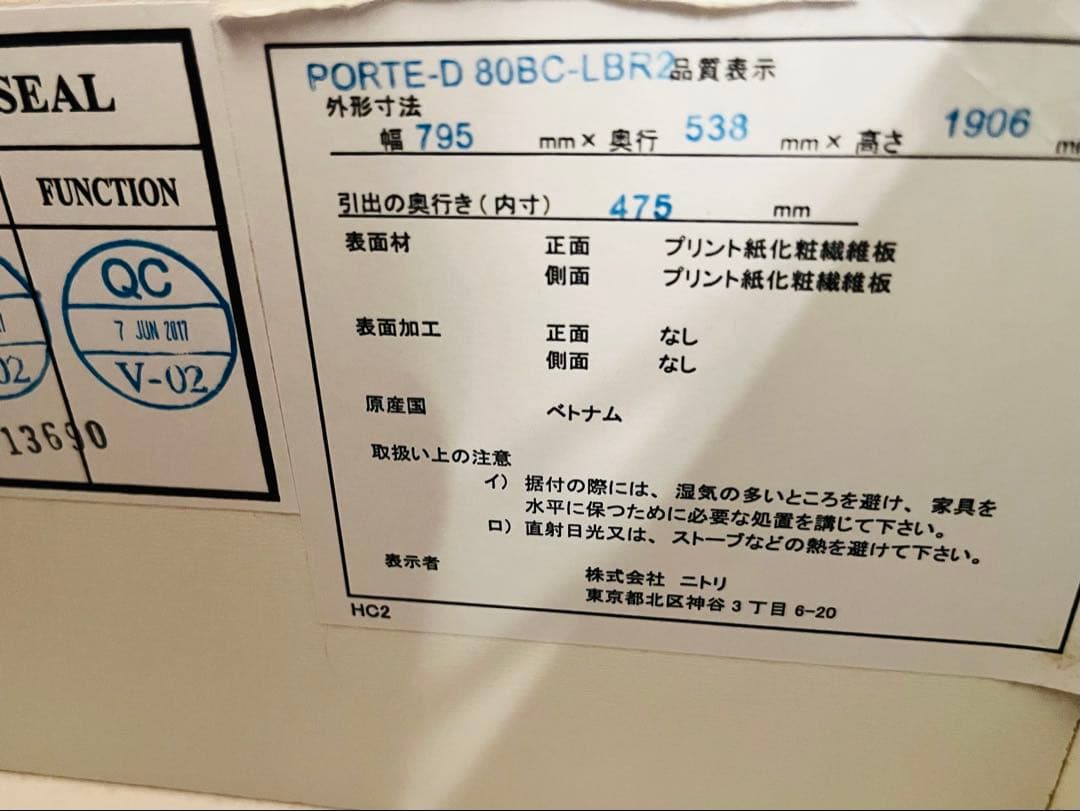 SEAL
FUNCTION
QC
7 JUN 2017
V-02
02
13690
PORTE-D 80BC-LBR2品質表示
外形寸法
幅 795 mm× 奥行 538 mm× 高さ 1906
引出の奥行き(内寸) 475 mm
表面材 正面 プリント紙化粧繊維板
側面 プリント紙化粧繊維板
表面加工 正面 なし
側面 なし
原産国 ベトナム
取扱い上の注意
イ) 据付の際には、湿気の多いところを避け、家具を
水平に保つために必要な処置を講じて下さい。
ロ) 直射日光又は、ストーブなどの熱を避けて下さい。
表示者 株式会社 ニトリ
東京都北区神谷3丁目6-20
HC2